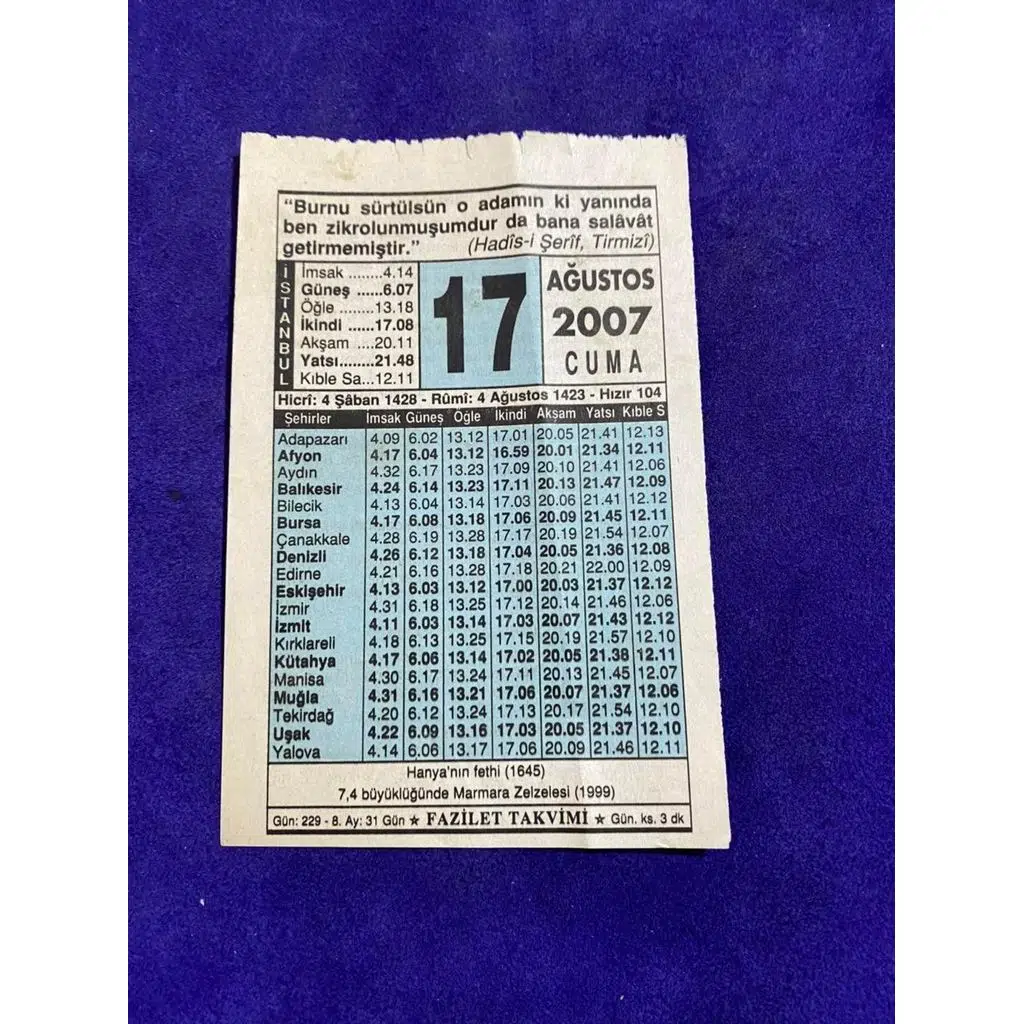 “Burnu sürtülsün o adamın ki yanında
ben zikrolunmuşumdur da bana salâvât
getirmemiştir.” (Hadîs-i Şerîf, Tirmizî)
İSTANBUL
İmsak ........4.14
Güneş ......6.07
Öğle ........13.18
İkindi ......17.08
Akşam ....20.11
Yatsı........21.48
Kıble Sa...12.11
17
AĞUSTOS
2007
CUMA
Hicrî: 4 Şâban 1428 - Rûmî: 4 Ağustos 1423 - Hızır 104
Şehirler İmsak Güneş Öğle İkindi Akşam Yatsı Kıble S
Adapazarı 4.09 6.02 13.12 17.01 20.05 21.41 12.13
Afyon 4.17 6.04 13.12 16.59 20.01 21.34 12.11
Aydın 4.32 6.17 13.23 17.09 20.10 21.41 12.06
Balıkesir 4.24 6.14 13.23 17.11 20.13 21.47 12.09
Bilecik 4.13 6.04 13.14 17.03 20.06 21.41 12.12
Bursa 4.17 6.08 13.18 17.06 20.09 21.45 12.11
Çanakkale 4.28 6.19 13.28 17.17 20.19 21.54 12.07
Denizli 4.26 6.12 13.18 17.04 20.05 21.36 12.08
Edirne 4.21 6.16 13.28 17.18 20.21 22.00 12.09
Eskişehir 4.13 6.03 13.12 17.00 20.03 21.37 12.12
İzmir 4.31 6.18 13.25 17.12 20.14 21.46 12.06
İzmit 4.11 6.03 13.14 17.03 20.07 21.43 12.12
Kırklareli 4.18 6.13 13.25 17.15 20.19 21.57 12.10
Kütahya 4.17 6.06 13.14 17.02 20.05 21.38 12.11
Manisa 4.30 6.17 13.24 17.11 20.13 21.45 12.07
Muğla 4.31 6.16 13.21 17.06 20.07 21.37 12.06
Tekirdağ 4.20 6.12 13.24 17.13 20.17 21.54 12.10
Uşak 4.22 6.09 13.16 17.03 20.05 21.37 12.10
Yalova 4.14 6.06 13.17 17.06 20.09 21.46 12.11
Hanya'nın fethi (1645)
7,4 büyüklüğünde Marmara Zelzelesi (1999)
Gün: 229 - 8. Ay: 31 Gün ★ FAZİLET TAKVİMİ ★ Gün. ks. 3 dk